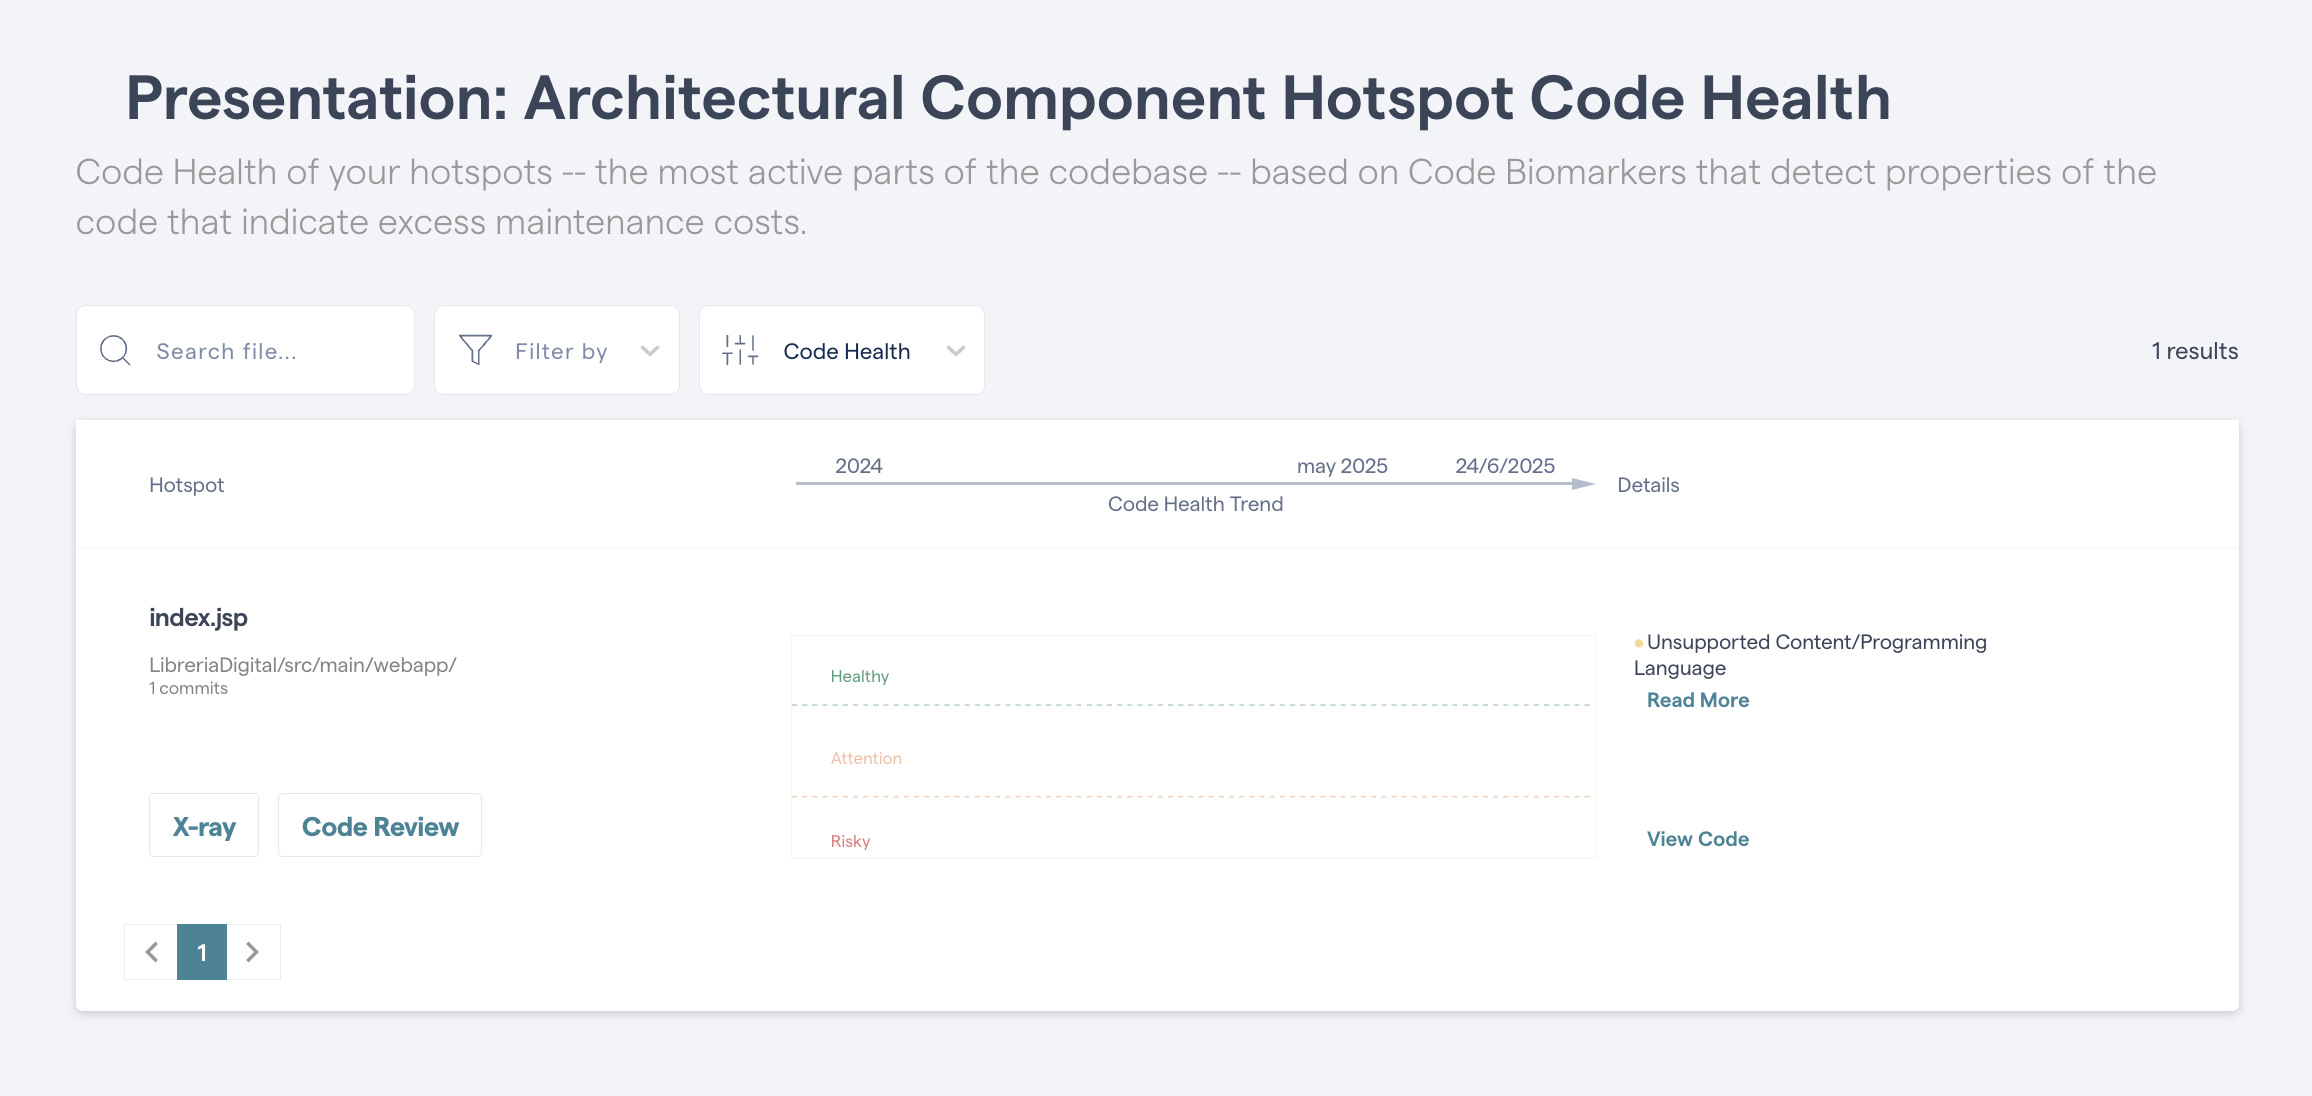 Presentation: Architectural Component Hotspot Code Health
Code Health of your hotspots -- the most active parts of the codebase -- based on Code Biomarkers that detect properties of the
code that indicate excess maintenance costs.
Search file...
Filter by
Code Health
1 results
Hotspot
2024
may 2025
24/6/2025
Code Health Trend
Details
index.jsp
LibreriaDigital/src/main/webapp/
1 commits
X-ray
Code Review
Healthy
Attention
Risky
Unsupported Content/Programming
Language
Read More
View Code
1